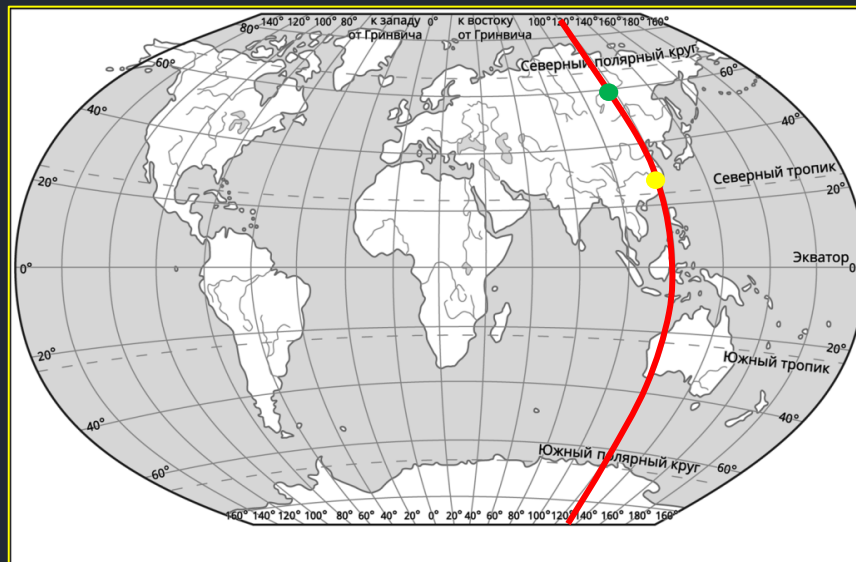 140° 120° 100° 80° к западу 0° к востоку 100° 120° 140° 160° 180° 160°
от Гринвича от Гринвича
80°
Северный полярный круг
60° 60°
40° 40°
Северный тропик
20° 20°
Экватор
0° 0
20° 20°
Южный тропик
40° 40°
Южный полярный круг
60° 60°
160° 140° 120° 100° 80° 60° 40° 20° 0° 20° 40° 60° 80° 100° 120° 140° 160° 180° 160°